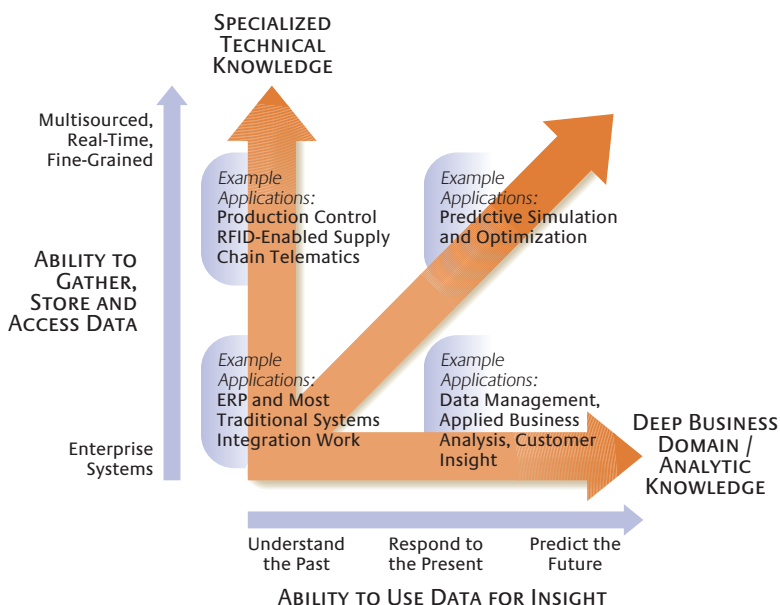 SPECIALIZED
TECHNICAL
KNOWLEDGE
Multisourced,
Real-Time,
Fine-Grained
Example
Applications:
Production Control
RFID-Enabled Supply
Chain Telematics
Example
Applications:
Predictive Simulation
and Optimization
ABILITY TO
GATHER,
STORE AND
ACCESS DATA
Example
Applications:
ERP and Most
Traditional Systems
Integration Work
Example
Applications:
Data Management,
Applied Business
Analysis, Customer
Insight
DEEP BUSINESS
DOMAIN /
ANALYTIC
KNOWLEDGE
Enterprise
Systems
Understand
the Past
Respond to
the Present
Predict the
Future
ABILITY TO USE DATA FOR INSIGHT